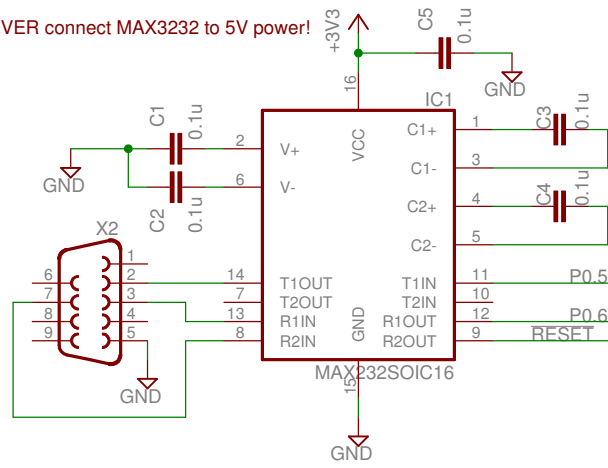 VER connect MAX3232 to 5V power!
+3V3
C5
0.1u
GND
16
IC1
VCC
C1
0.1u
2
V+
C1+
1
C3
0.1u
C1-
3
GND
6
V-
C2
0.1u
C2+
4
C4
0.1u
C2-
5
X2
1
6
2
14
T1OUT
T1IN
11
P0.5
7
3
7
T2OUT
T2IN
10
8
4
13
R1IN
R1OUT
12
P0.6
9
5
8
R2IN
GND
R2OUT
9
RESET
MAX232SOIC16
15
GND
GND